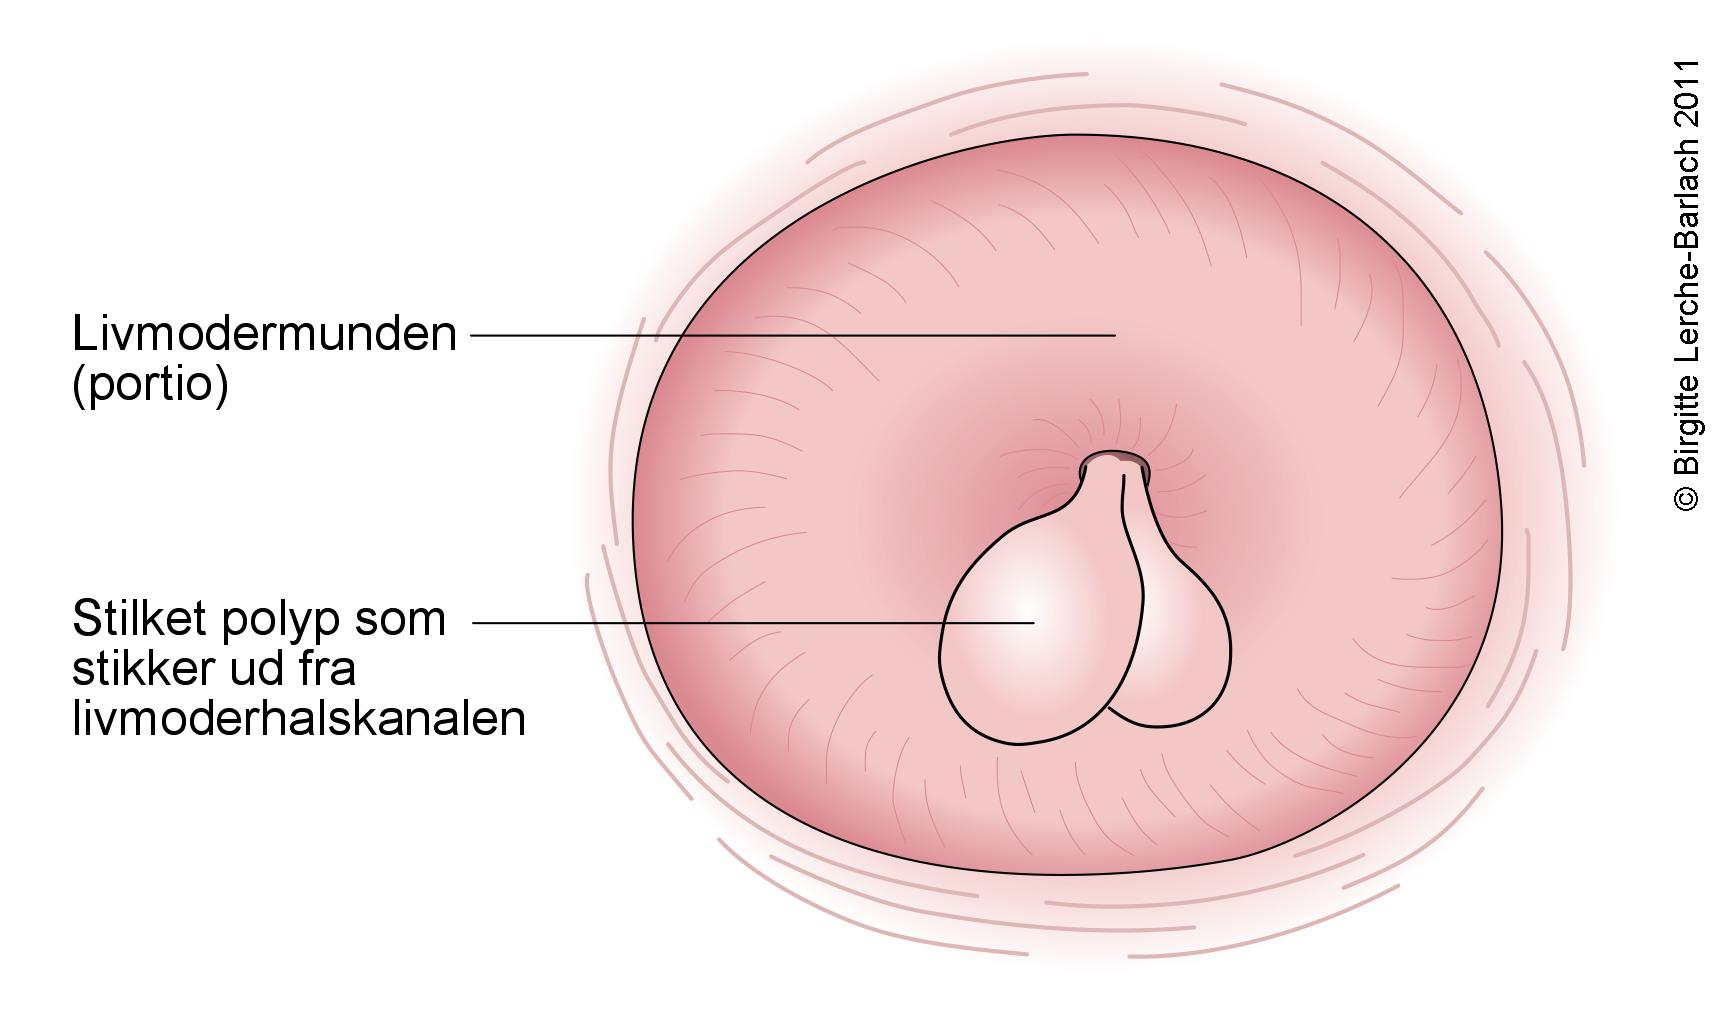 Livmodermunden
(portio)
Stilket polyp som
stikker ud fra
livmoderhalskanalen
© Birgitte Lerche-Barlach 2011